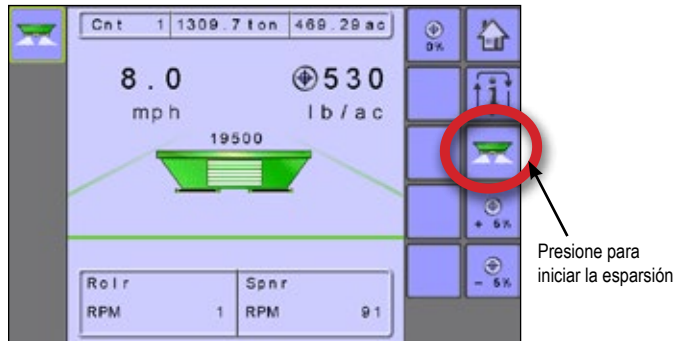 Cnt 1 1309.7 ton 469.29 ac
0%
8.0 530
mph lb/ac
19500
i
+ 5%
- 5%
Rolr Spnr
RPM 1 RPM 91
Presione para
iniciar la esparsión